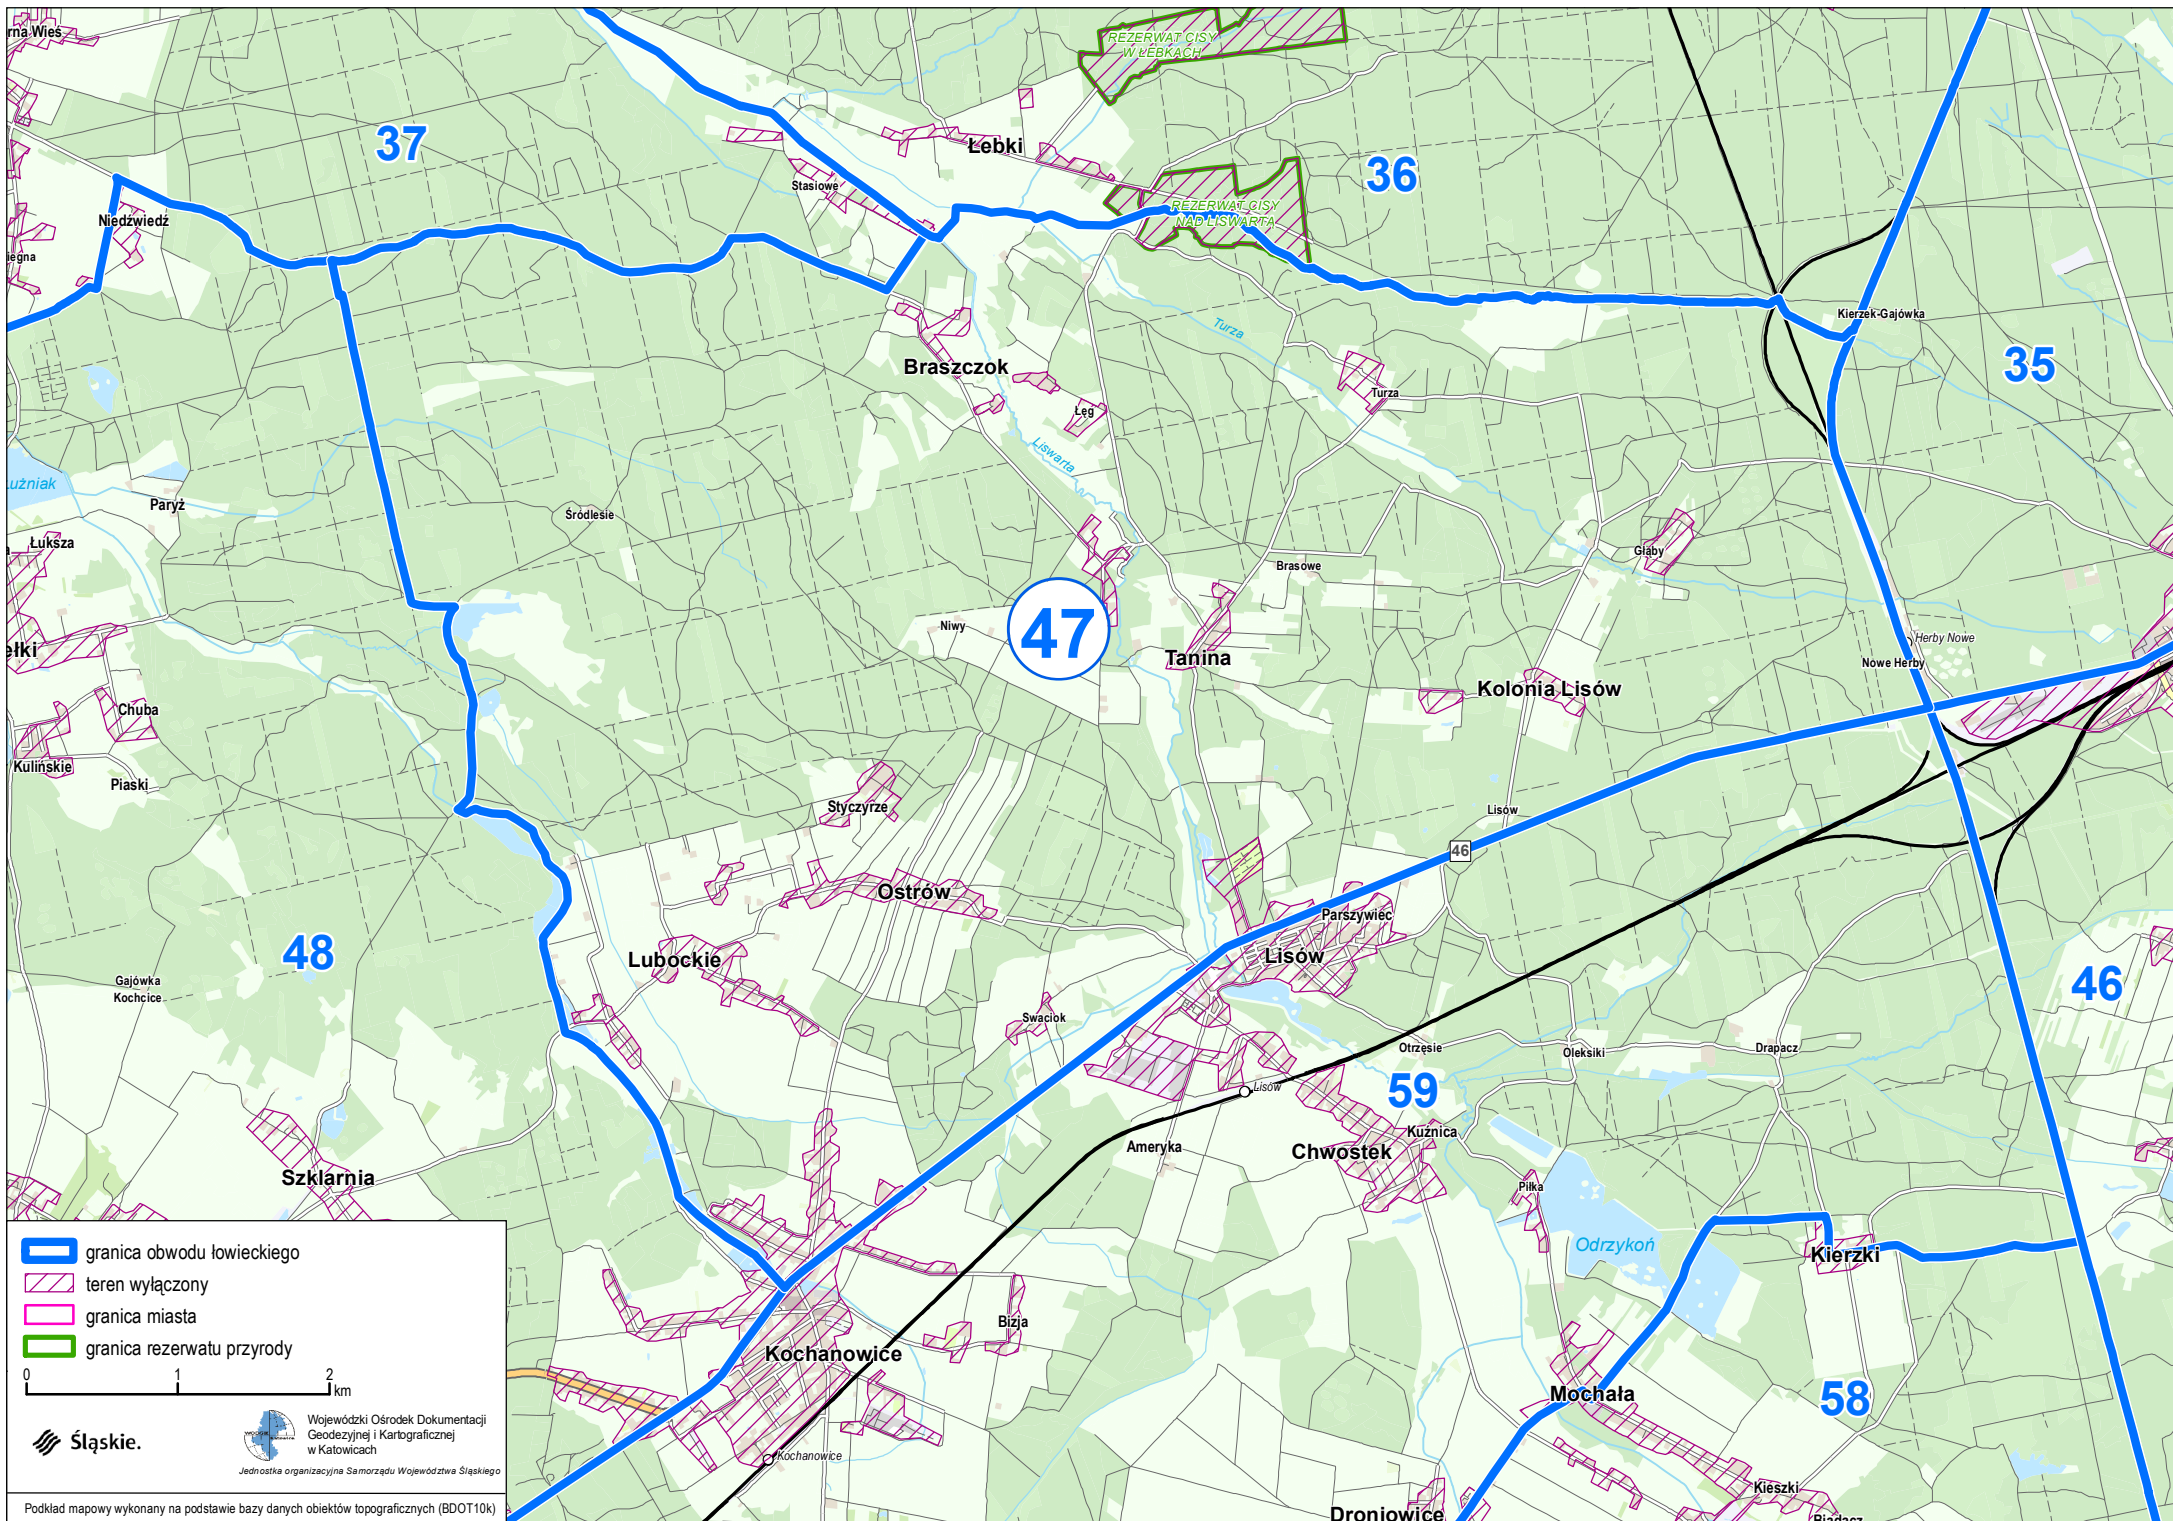 REZERWAT CISY
W ŁEBKACH
37
Łebki
36
Stasiowe
REZERWAT CISY
NAD LISWARTĄ
Niedźwiedź
Kierzek-Gajówka
Turza
35
Braszczok
Turza
Łęg
Liswarta
Paryż
Śródlesie
Łuksza
Głąby
Brasowe
47
Niwy
Herby Nowe
Tanina
Nowe Herby
Kolonia Lisów
Chuba
Kulińskie
Piaski
Styczyrze
Lisów
46
Ostrów
Parszywiec
Lisów
Lubockie
48
Gajówka
Kochcice
46
Swaciok
Otrzęsie
Oleksiki
Drapacz
Lisów
59
Kuźnica
Ameryka
Chwostek
Szklarnia
Piłka
Odrzykoń
Kierzki
Bizja
Kochanowice
Mochała
58
Kochanowice
Kieszki
Droniowice
granica obwodu łowieckiego
teren wyłączony
granica miasta
granica rezerwatu przyrody
0 1 2
km
Śląskie.
Wojewódzki Ośrodek Dokumentacji
Geodezyjnej i Kartograficznej
w Katowicach
Jednostka organizacyjna Samorządu Województwa Śląskiego
Podkład mapowy wykonany na podstawie bazy danych obiektów topograficznych (BDOT10k)